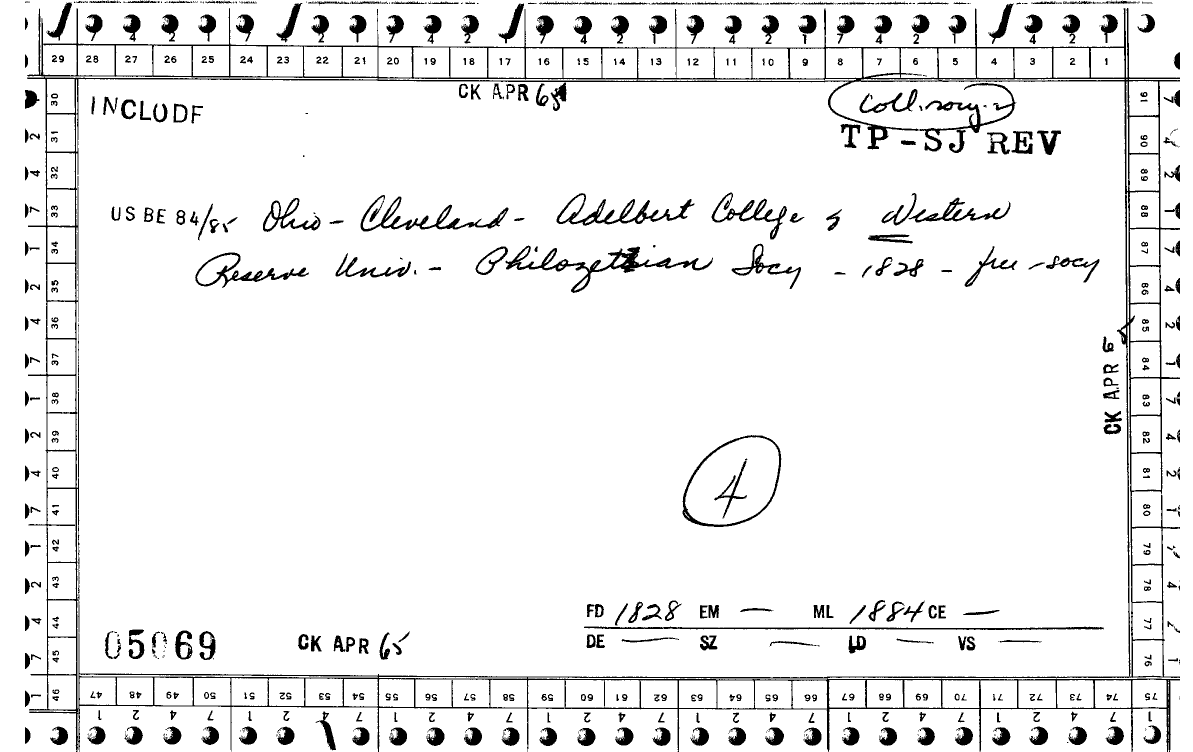 7 4 2 1 7 4 2 1 7 4 2 1 7 4 2 1 7 4 2 1 7 4 2 1 7 4 2 1
29 28 27 26 25 24 23 22 21 20 19 18 17 16 15 14 13 12 11 10 9 8 7 6 5 4 3 2 1
CK APR 65
INCLUDE
Coll. socy-2
TP-SJ REV
US BE 84/85 Ohio - Cleveland - Adelbert College of Western
Reserve Univ. - Philozetian Socy - 1828 - free - socy
CK APR 65
4
FD 1828 EM — ML 1884 CE —
DE — SZ — LD — VS —
05069 CK APR 65
30 31 32 33 34 35 36 37 38 39 40 41 42 43 44 45 46
91 90 89 88 87 86 85 84 83 82 81 80 79 78 77 76
47 48 49 50 51 52 53 54 55 56 57 58 59 60 61 62 63 64 65 66 67 68 69 70 71 72 73 74 75
1 2 4 7 1 2 4 7 1 2 4 7 1 2 4 7 1 2 4 7 1 2 4 7 1 2 4 7 1